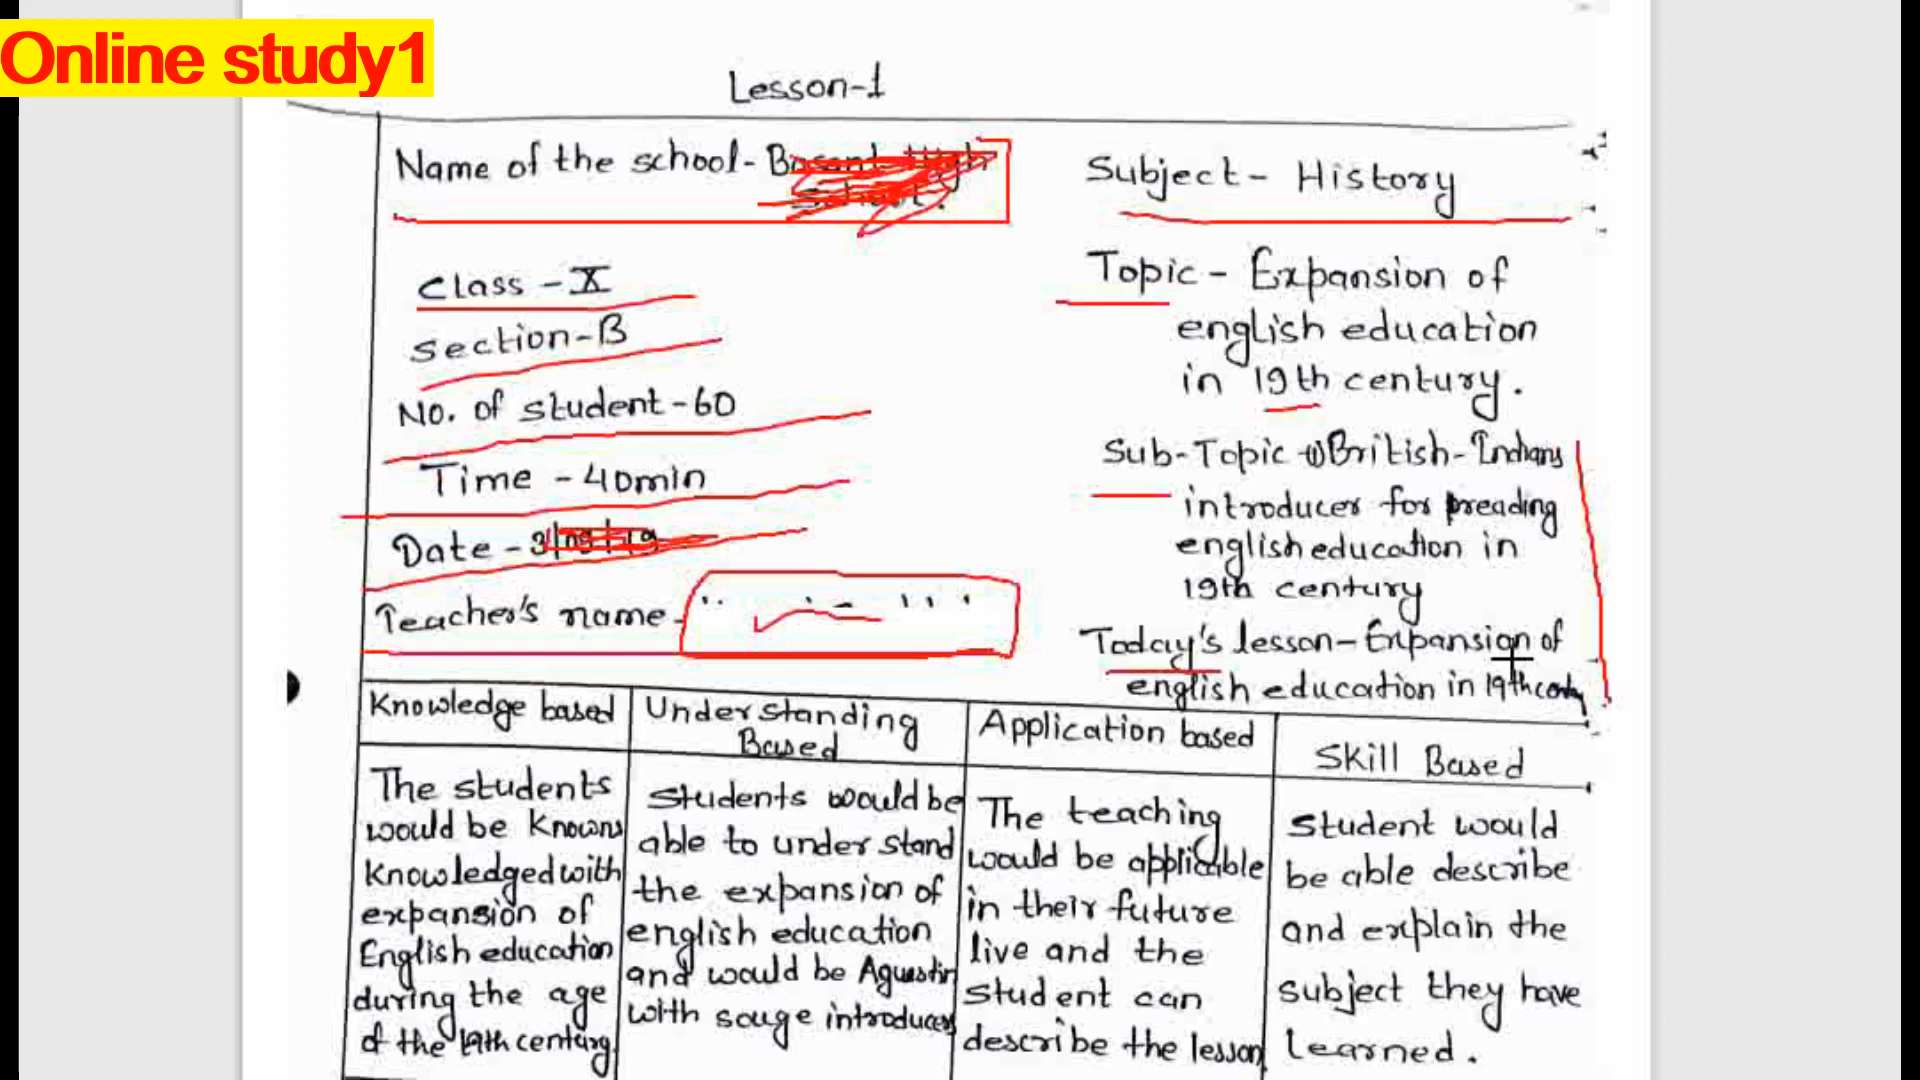 Online study1
Lesson-1
Name of the school-
Class - X
Section-B
No. of student-60
Time - 40min
Date -
Teacher's name -
Subject- History
Topic - Expansion of
english education
in 19th century.
Sub-Topic British-Indians
introducer for preading
english education in
19th century
Today's lesson-Expansion of
english education in 19th
Knowledge based
The students
would be knowns
knowledged with
expansion of
English education
during the age
of the 19th century
Understanding
Based
Students would be
able to under stand
the expansion of
english education
and would be
with introducer
Application based
The teaching
would be applicable
in their future
live and the
student can
describe the lesson
Skill Based
Student would
be able describe
and explain the
subject they have
learned.